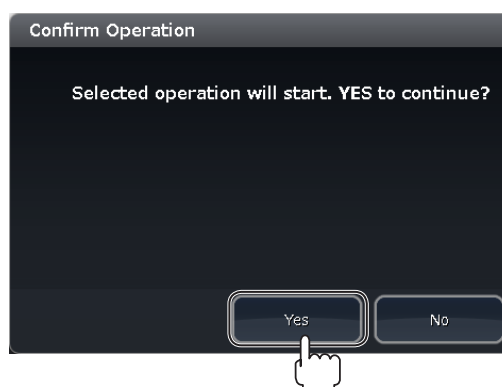 Confirm Operation
Selected operation will start. YES to continue?
Yes
No